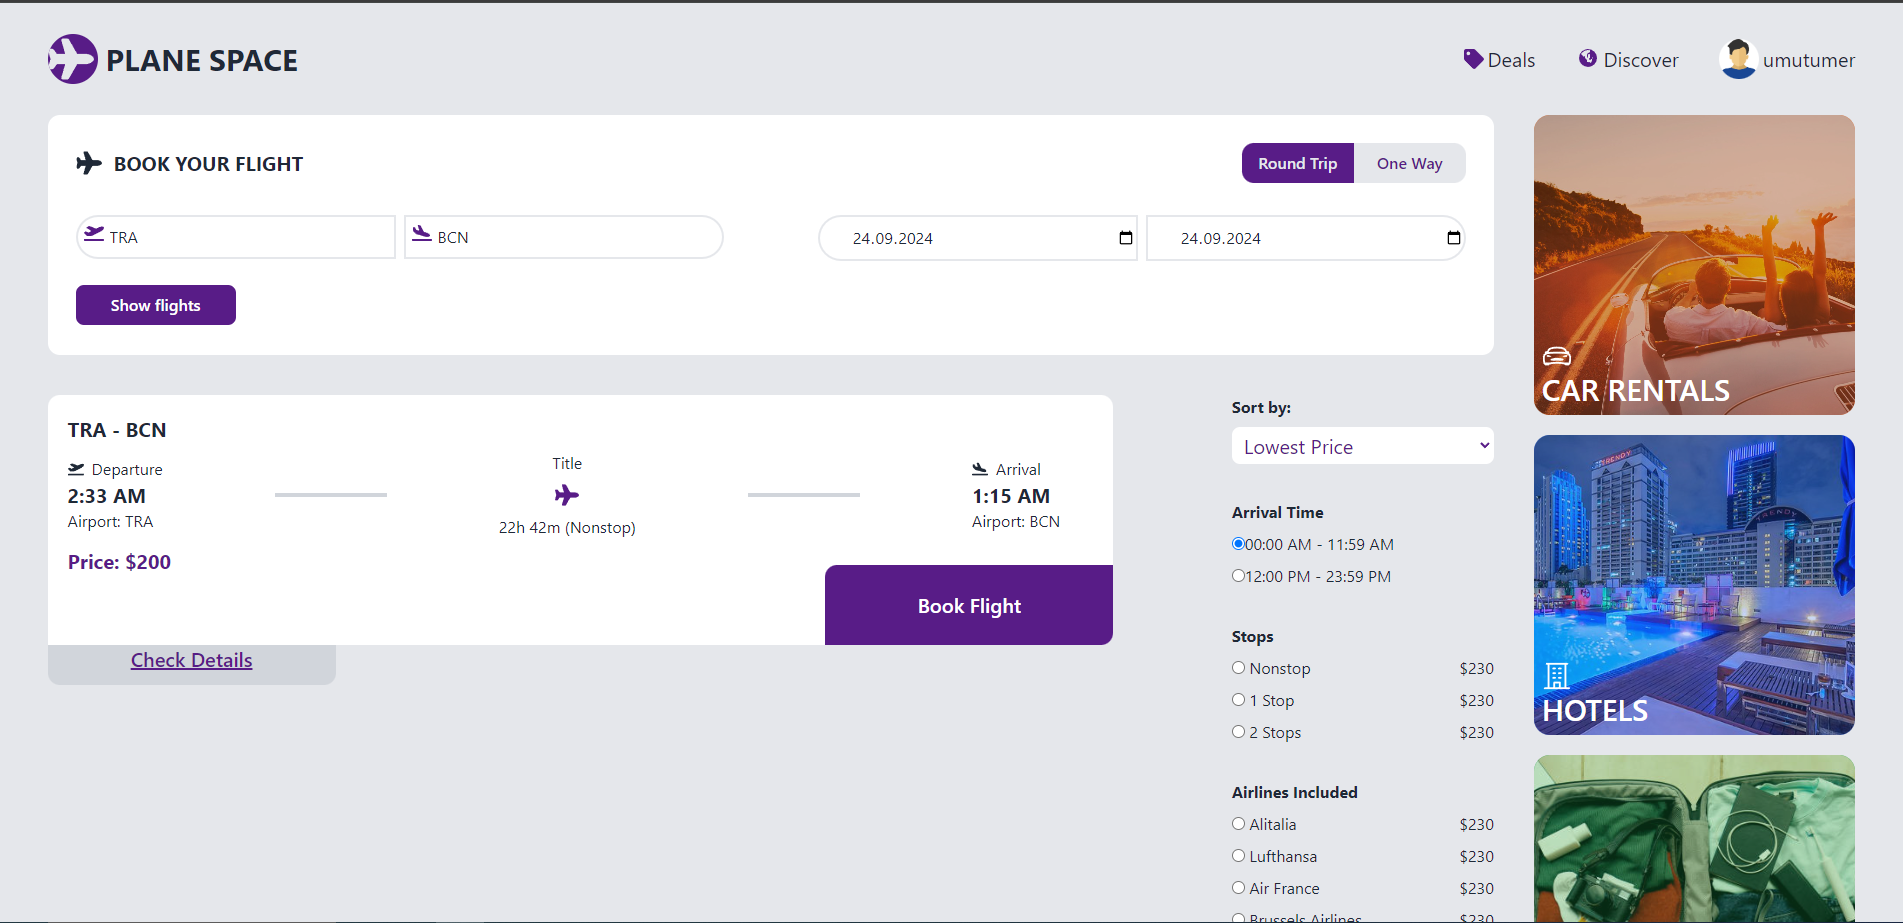 PLANE SPACE
Deals
Discover
umutumer
BOOK YOUR FLIGHT
Round Trip
One Way
TRA
BCN
24.09.2024
24.09.2024
Show flights
TRA - BCN
Departure
2:33 AM
Airport: TRA
Title
22h 42m (Nonstop)
Arrival
1:15 AM
Airport: BCN
Price: $200
Book Flight
Check Details
Sort by:
Lowest Price
Arrival Time
00:00 AM - 11:59 AM
12:00 PM - 23:59 PM
Stops
Nonstop $230
1 Stop $230
2 Stops $230
Airlines Included
Alitalia $230
Lufthansa $230
Air France $230
Brussels Airlines $230
CAR RENTALS
TRENDY
TRENDY
HOTELS